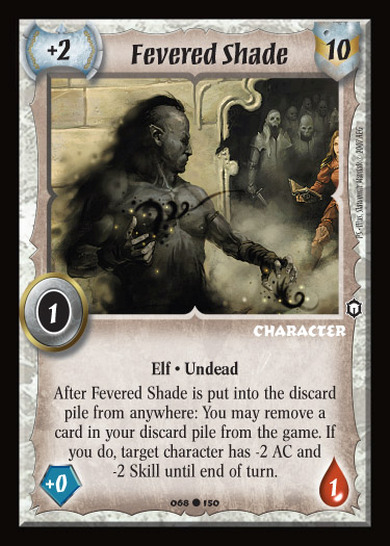 +2
Fevered Shade
10
1
CHARACTER
Elf • Undead
After Fevered Shade is put into the discard
pile from anywhere: You may remove a
card in your discard pile from the game. If
you do, target character has -2 AC and
-2 Skill until end of turn.
+0
068 ● 150
1